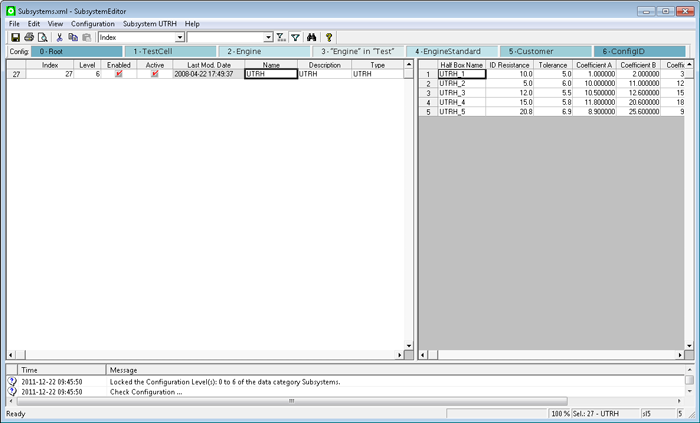 Subsystems.xml - SubsystemEditor
File Edit View Configuration Subsystem UTRH Help
Index
Config: 0 - Root 1 - TestCell 2 - Engine 3 - "Engine" in "Test" 4 - EngineStandard 5 - Customer 6 - ConfigID
Index Level Enabled Active Last Mod. Date Name Decription Type
27 27 6 2008-04-22 17:49:37 UTRH UTRH UTRH
Half Box Name ID Resistance Tolerance Coefficient A Coefficient B Coeffic
1 UTRH_1 10.0 5.0 1.000000 2.000000 3
2 UTRH_2 5.0 6.0 10.000000 11.000000 12
3 UTRH_3 12.0 5.5 10.500000 12.600000 15
4 UTRH_4 15.0 5.8 11.800000 20.600000 18
5 UTRH_5 20.8 6.9 8.900000 25.600000 9
Time Message
2011-12-22 09:45:50 Locked the Configuration Level(s): 0 to 6 of the data category Subsystems.
2011-12-22 09:45:50 Check Configuration ...
Ready 100 % Sel.: 27 - UTRH sl5 5